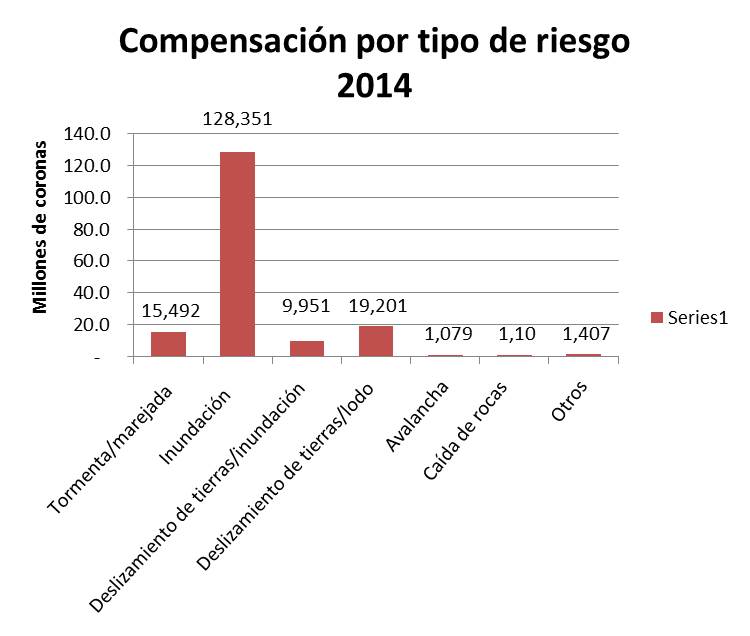 Compensación por tipo de riesgo
2014
Millones de coronas
140.0
120.0
100.0
80.0
60.0
40.0
20.0
-
15,492
128,351
9,951
19,201
1,079
1,10
1,407
Tormenta/marejada
Inundación
Deslizamiento de tierras/inundación
Deslizamiento de tierras/lodo
Avalancha
Caída de rocas
Otros
Series1